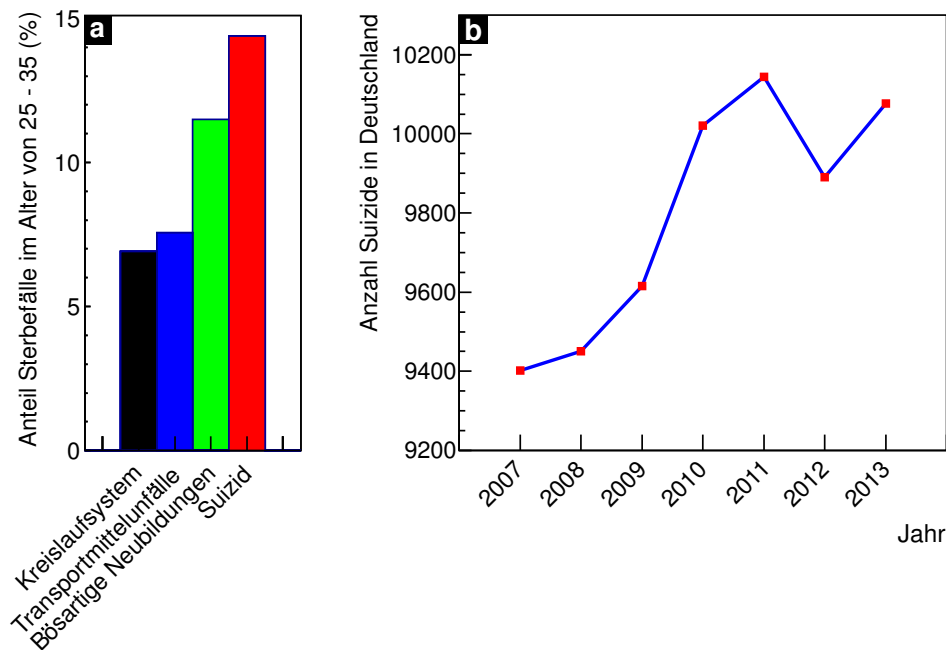 a
Anteil Sterbefälle im Alter von 25 - 35 (%)
15
10
5
0
Kreislaufsystem
Transportmittelunfälle
Bösartige Neubildungen
Suizid
b
Anzahl Suizide in Deutschland
10200
10000
9800
9600
9400
9200
2007
2008
2009
2010
2011
2012
2013
Jahr